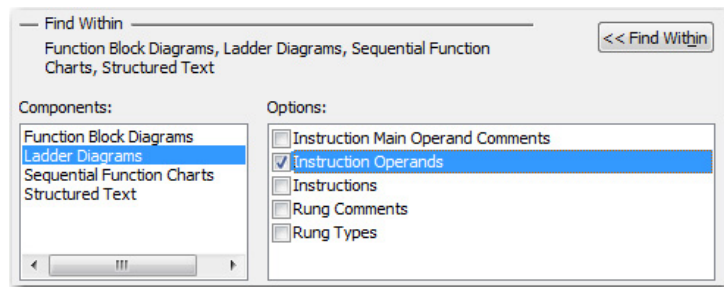 Find Within
Function Block Diagrams, Ladder Diagrams, Sequential Function
Charts, Structured Text
<< Find Within
Components:
Function Block Diagrams
Ladder Diagrams
Sequential Function Charts
Structured Text
Options:
Instruction Main Operand Comments
Instruction Operands
Instructions
Rung Comments
Rung Types